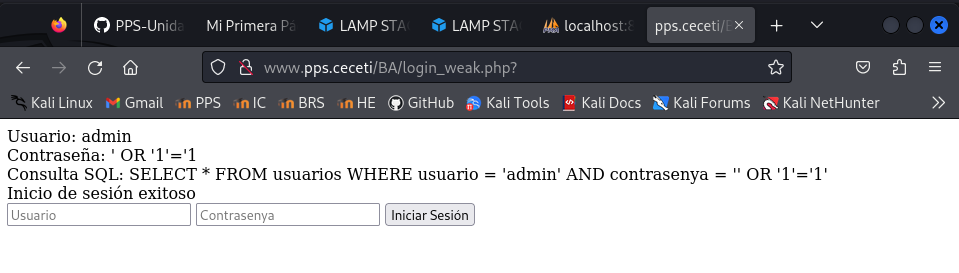 PPS-Unida
Mi Primera Pá
LAMP STA
LAMP STA
localhost:8
pps.ceceti/
www.pps.ceceti/BA/login_weak.php?
Kali Linux Gmail PPS IC BRS HE GitHub Kali Tools Kali Docs Kali Forums Kali NetHunter
Usuario: admin
Contraseña: ' OR '1'='1
Consulta SQL: SELECT * FROM usuarios WHERE usuario = 'admin' AND contrasenya = '' OR '1'='1'
Inicio de sesión exitoso
Usuario Contrasenya Iniciar Sesión